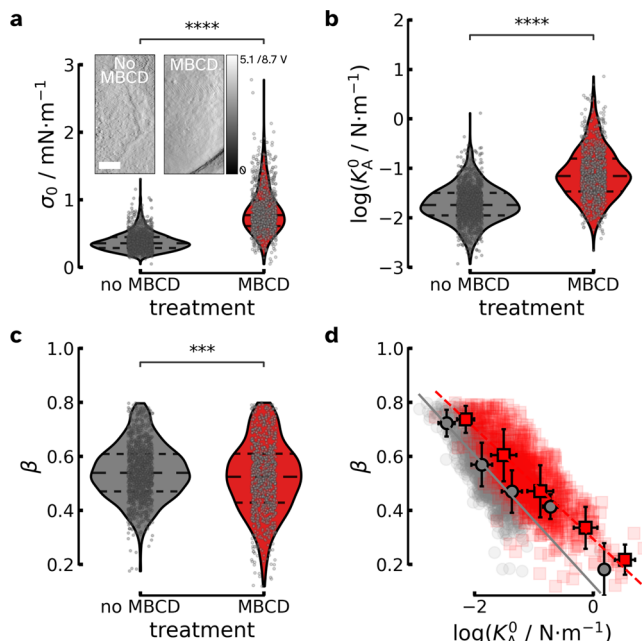 a
****
3
2
1
0
σ₀ / mN·m⁻¹
No
MBCD
MBCD
5.1 /8.7 V
0
no MBCD
MBCD
treatment
b
****
2
1
0
−1
−2
−3
log(K_A^0 / N·m⁻¹)
no MBCD
MBCD
treatment
c
***
0.8
0.6
0.4
0.2
β
no MBCD
MBCD
treatment
d
1.0
0.8
0.6
0.4
0.2
β
−2
0
log(K_A^0 / N·m⁻¹)